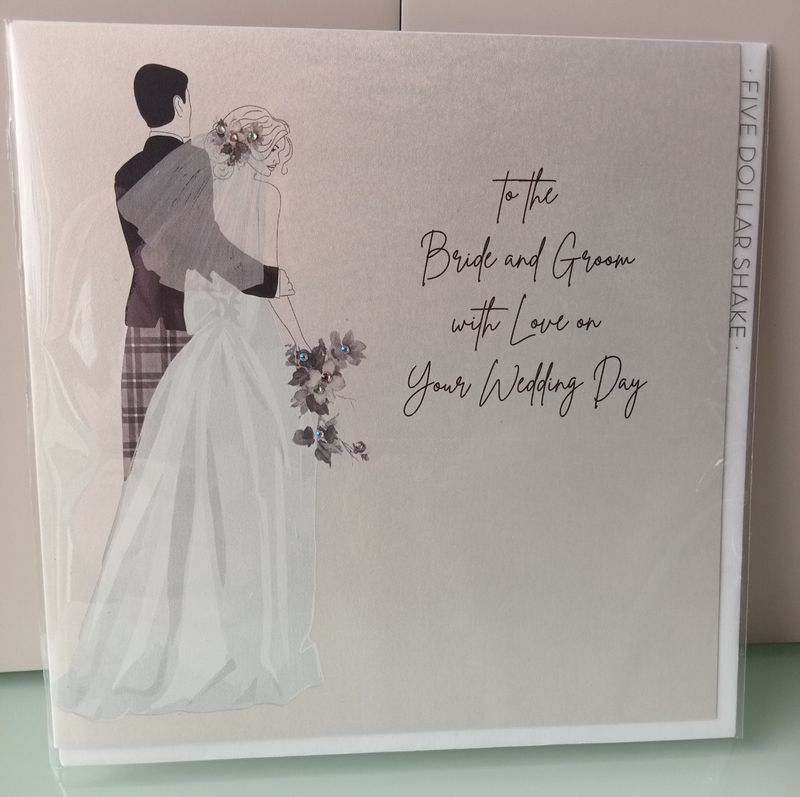 to the
Bride and Groom
with Love on
Your Wedding Day
· FIVE DOLLAR SHAKE ·